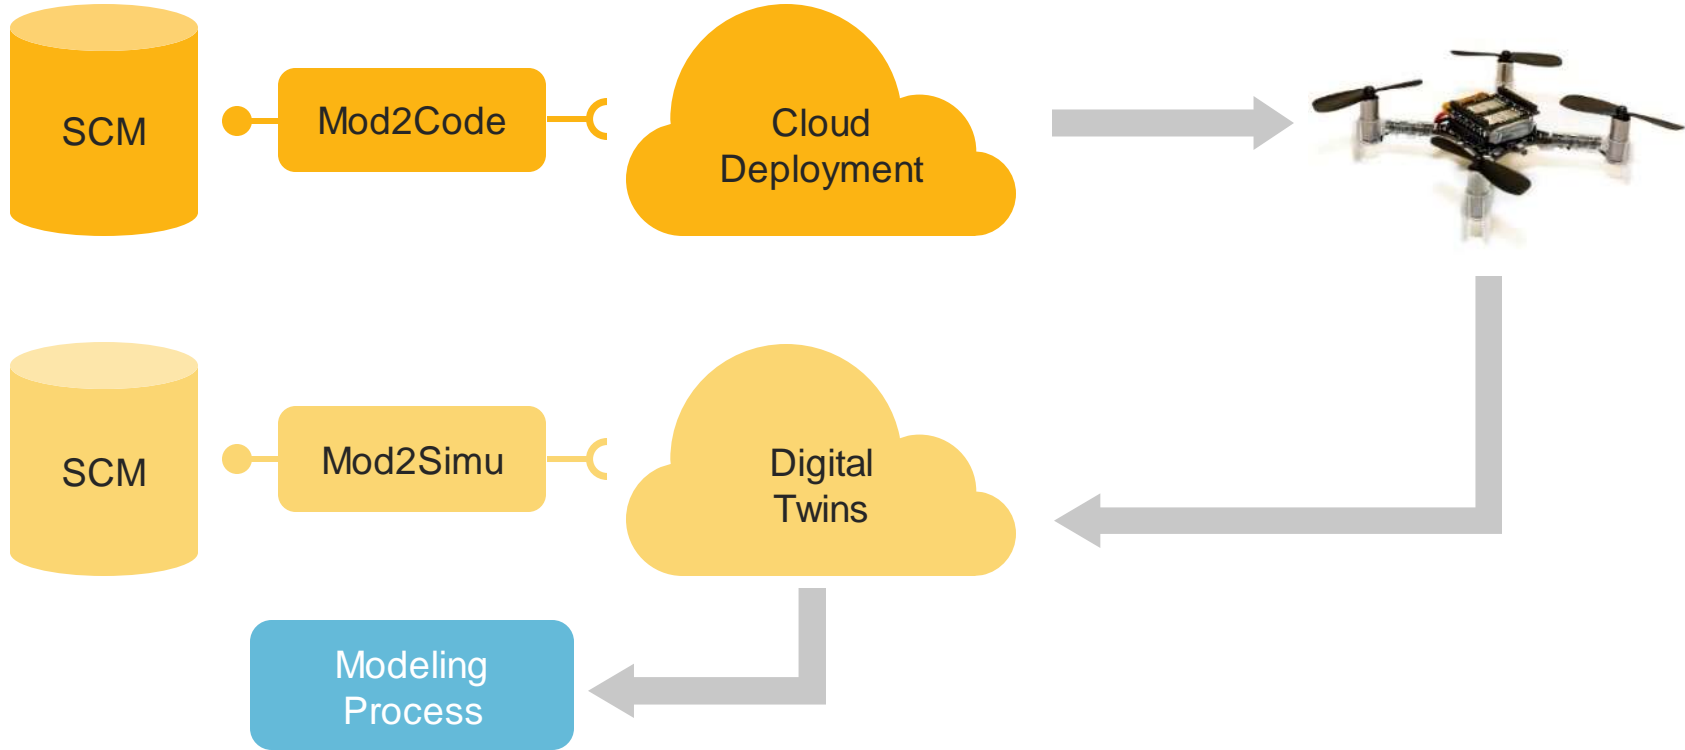 SCM
Mod2Code
Cloud
Deployment
SCM
Mod2Simu
Digital
Twins
Modeling
Process